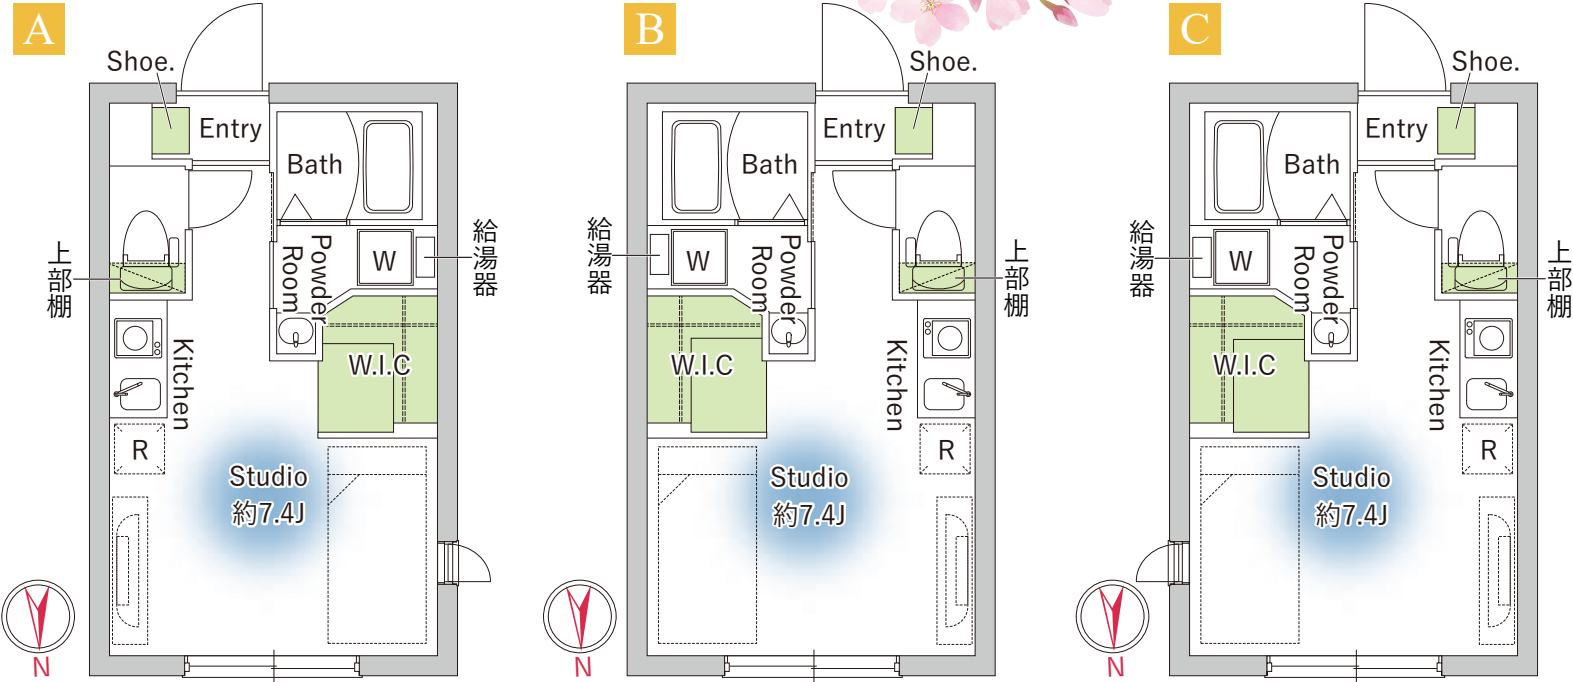 A
Shoe.
Entry
Bath
給湯器
上部棚
Powder
Room
W
Kitchen
W.I.C
R
Studio
約7.4J
N
B
Shoe.
Entry
Bath
給湯器
上部棚
Powder
Room
W
Kitchen
W.I.C
R
Studio
約7.4J
N
C
Shoe.
Entry
Bath
給湯器
上部棚
Powder
Room
W
Kitchen
W.I.C
R
Studio
約7.4J
N